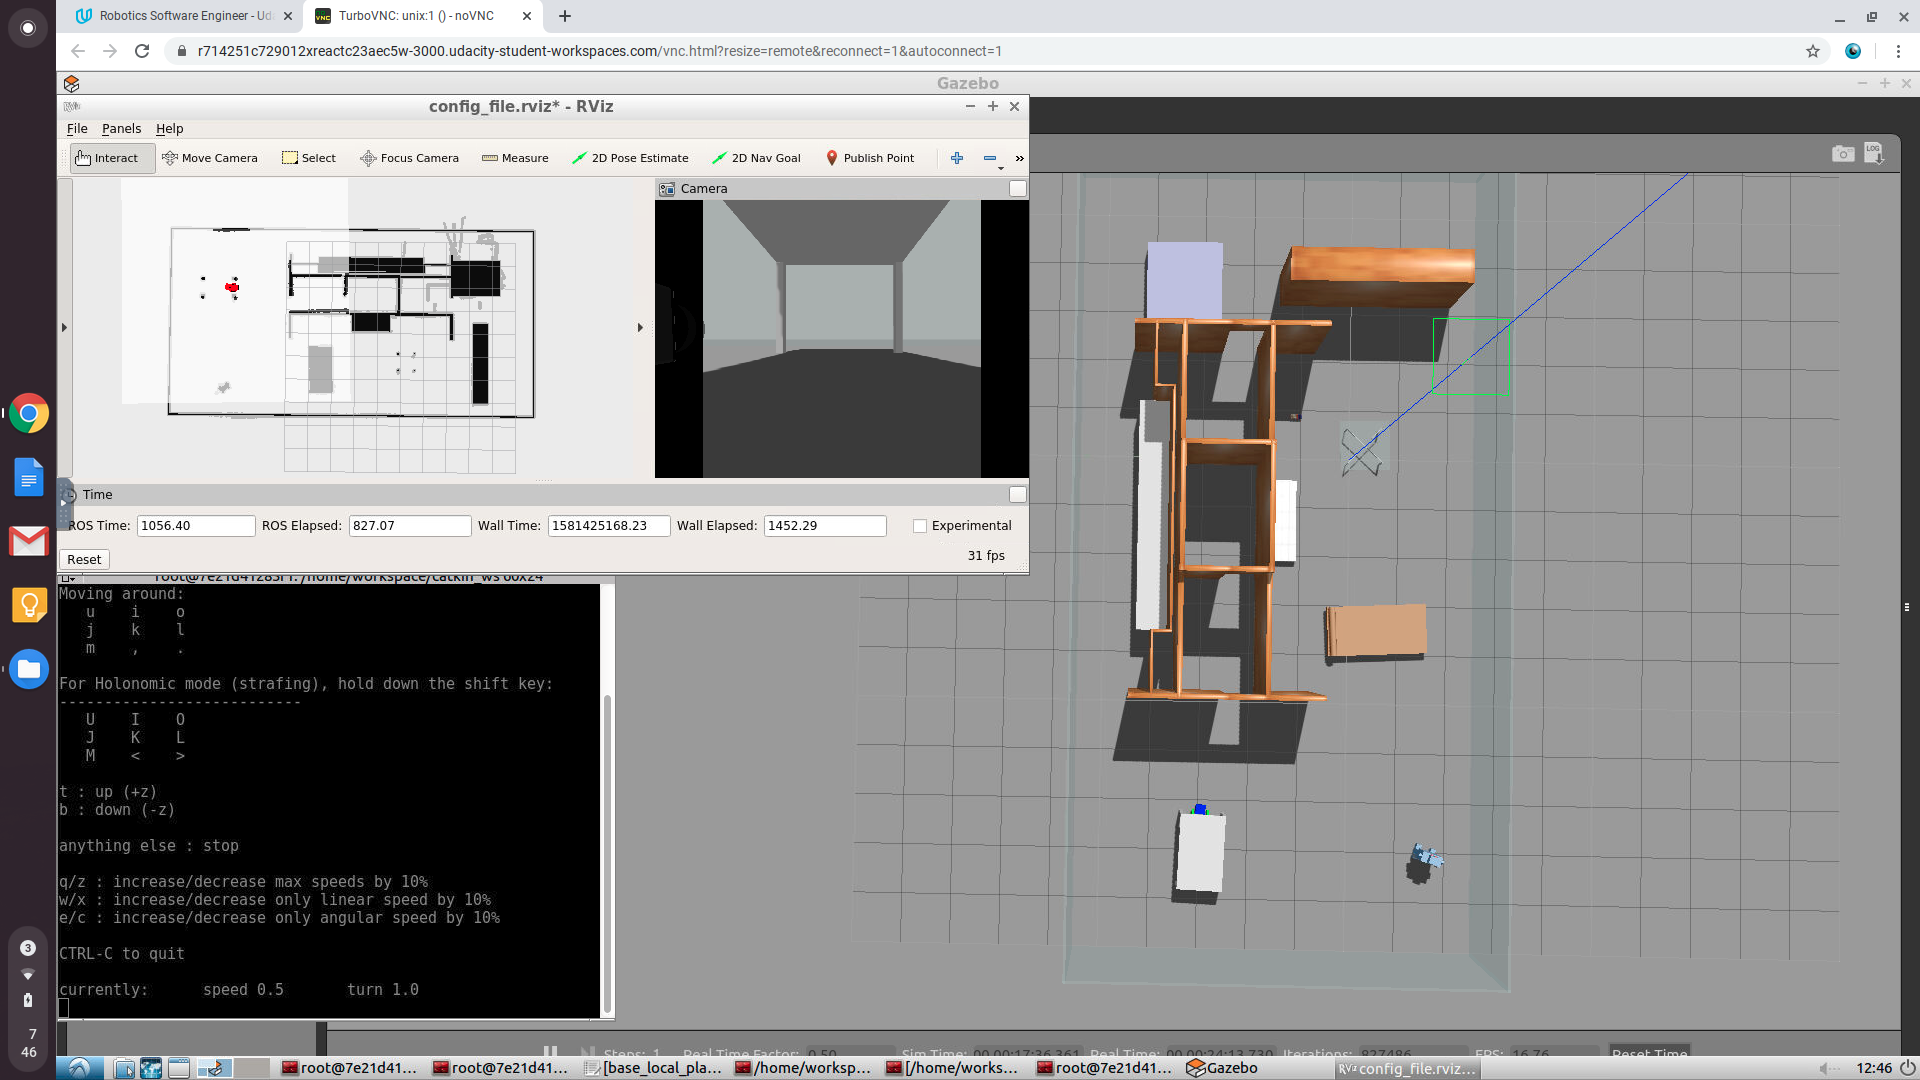 Robotics Software Engineer - Ud
TurboVNC: unix:1 () - noVNC
r714251c729012xreactc23aec5w-3000.udacity-student-workspaces.com/vnc.html?resize=remote&reconnect=1&autoconnect=1
Gazebo
config_file.rviz* - RViz
File Panels Help
Interact Move Camera Select Focus Camera Measure 2D Pose Estimate 2D Nav Goal Publish Point »
LOG
Camera
Time
ROS Time: 1056.40 ROS Elapsed: 827.07 Wall Time: 1581425168.23 Wall Elapsed: 1452.29 Experimental
Reset
31 fps
Moving around:
u i o
j k l
m , .
For Holonomic mode (strafing), hold down the shift key:
---------------------------
U I O
J K L
M < >
t : up (+z)
b : down (-z)
anything else : stop
q/z : increase/decrease max speeds by 10%
w/x : increase/decrease only linear speed by 10%
e/c : increase/decrease only angular speed by 10%
CTRL-C to quit
currently: speed 0.5 turn 1.0
Steps: 1 Real Time Factor: 0.50 Sim Time: 00 00:17:36.361 Real Time: 00 00:24:13.730 Iterations: 827486 FPS: 16.76 Reset Time
3
7
46
root@7e21d41... root@7e21d41... [base_local_pla... /home/worksp... [/home/works... root@7e21d41... Gazebo config_file.rviz... 12:46